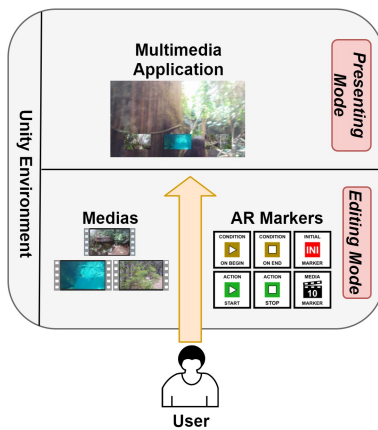 Multimedia
Application
Presenting
Mode
Unity Environment
Medias
AR Markers
Editing Mode
CONDITION
ON BEGIN
CONDITION
ON END
INITIAL
INI
MARKER
ACTION
START
ACTION
STOP
MEDIA
10
MARKER
User